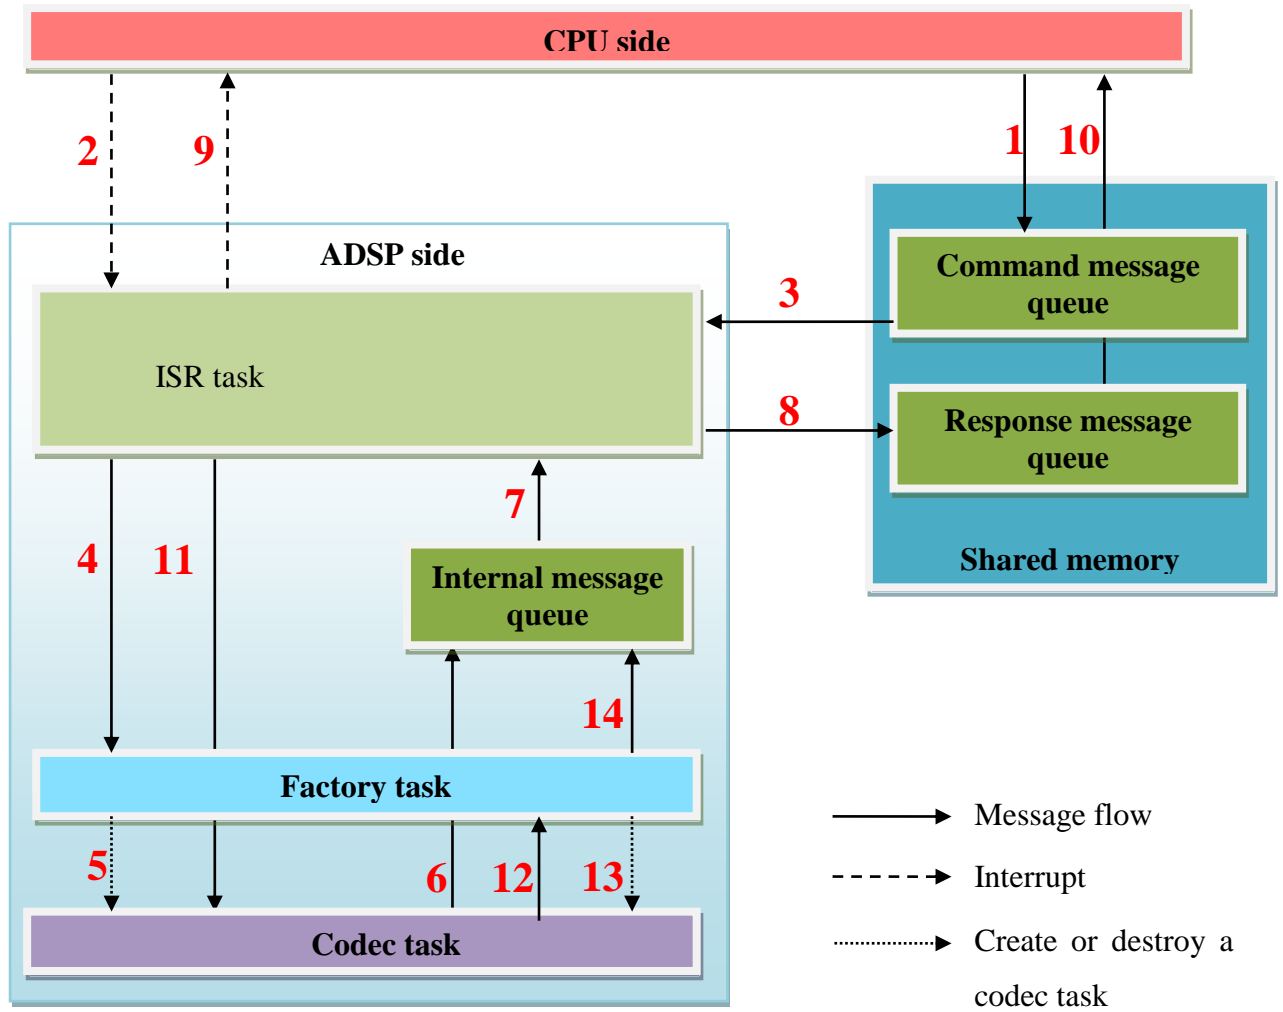 CPU side
2
9
1
10
ADSP side
Command message
queue
3
ISR task
8
Response message
queue
7
4
11
Internal message
queue
Shared memory
14
Factory task
5
6
12
13
Codec task
Message flow
Interrupt
Create or destroy a
codec task